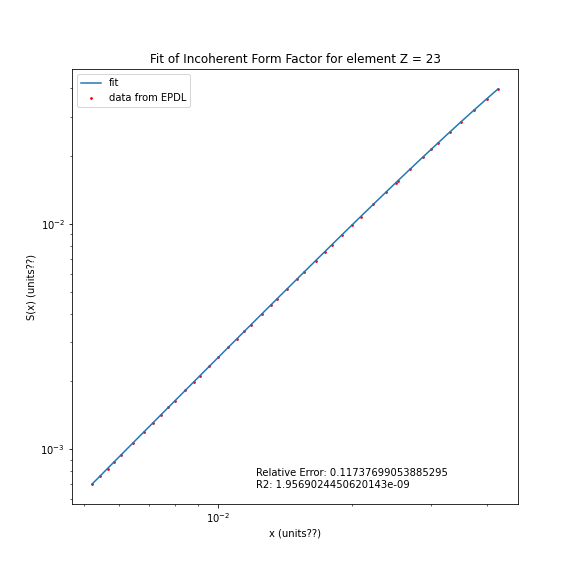 Fit of Incoherent Form Factor for element Z = 23
fit
data from EPDL
10⁻²
10⁻³
S(x) (units??)
Relative Error: 0.11737699053885295
R2: 1.9569024450620143e-09
10⁻²
x (units??)